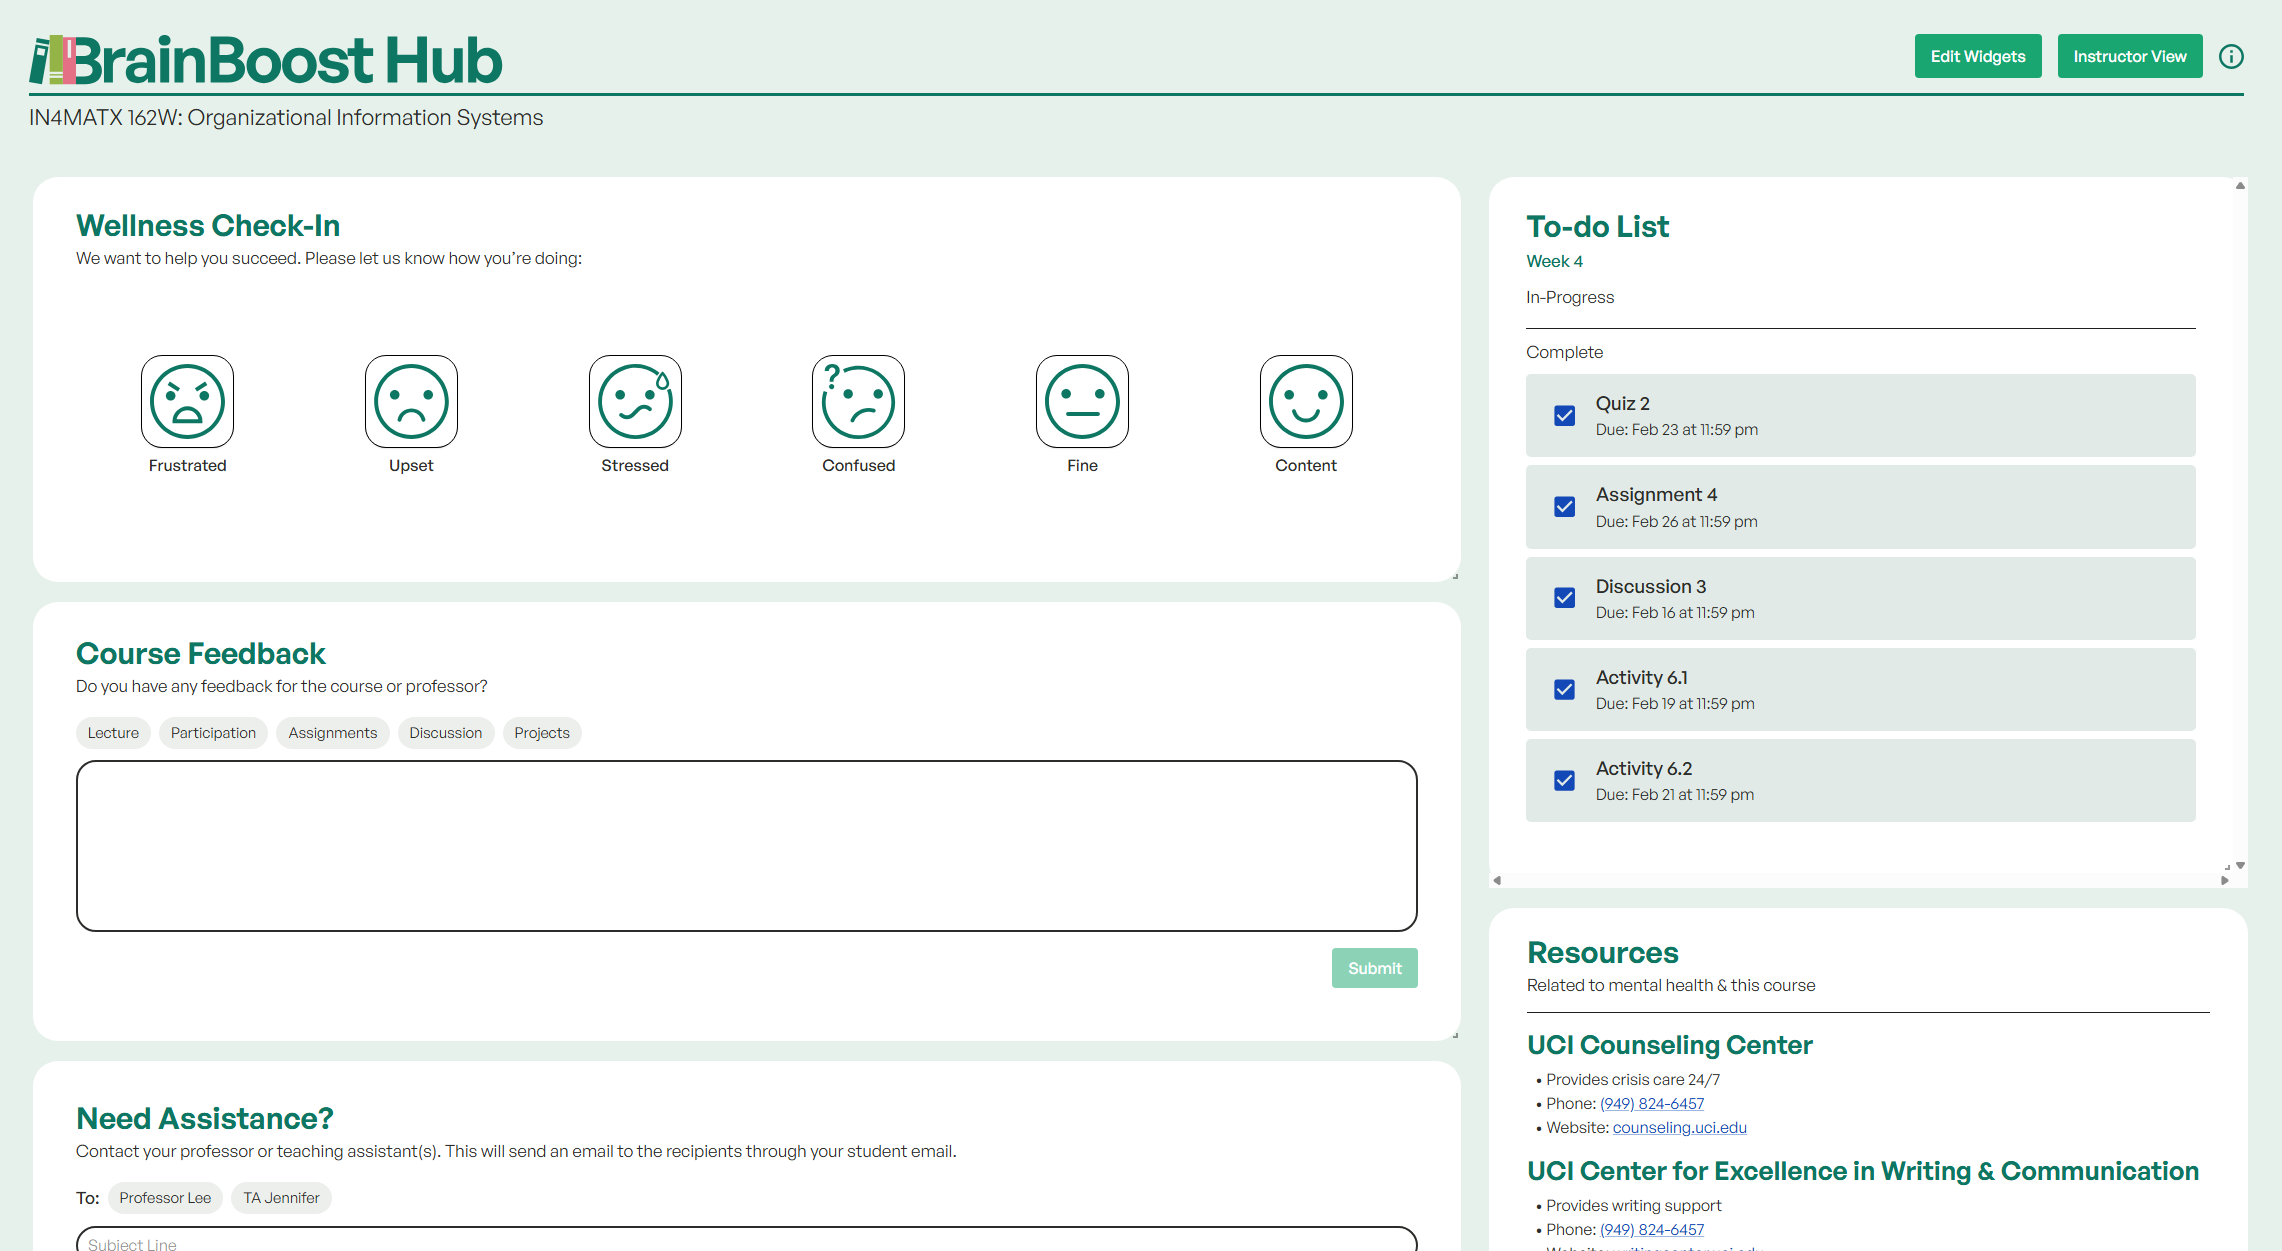 BrainBoost Hub
Edit Widgets
Instructor View
IN4MATX 162W: Organizational Information Systems
Wellness Check-In
We want to help you succeed. Please let us know how you’re doing:
?
Frustrated
Upset
Stressed
Confused
Fine
Content
Course Feedback
Do you have any feedback for the course or professor?
Lecture
Participation
Assignments
Discussion
Projects
Submit
Need Assistance?
Contact your professor or teaching assistant(s). This will send an email to the recipients through your student email.
To: Professor Lee TA Jennifer
Subject Line
To-do List
Week 4
In-Progress
Complete
Quiz 2
Due: Feb 23 at 11:59 pm
Assignment 4
Due: Feb 26 at 11:59 pm
Discussion 3
Due: Feb 16 at 11:59 pm
Activity 6.1
Due: Feb 19 at 11:59 pm
Activity 6.2
Due: Feb 21 at 11:59 pm
Resources
Related to mental health & this course
UCI Counseling Center
• Provides crisis care 24/7
• Phone: (949) 824-6457
• Website: counseling.uci.edu
UCI Center for Excellence in Writing & Communication
• Provides writing support
• Phone: (949) 824-6457